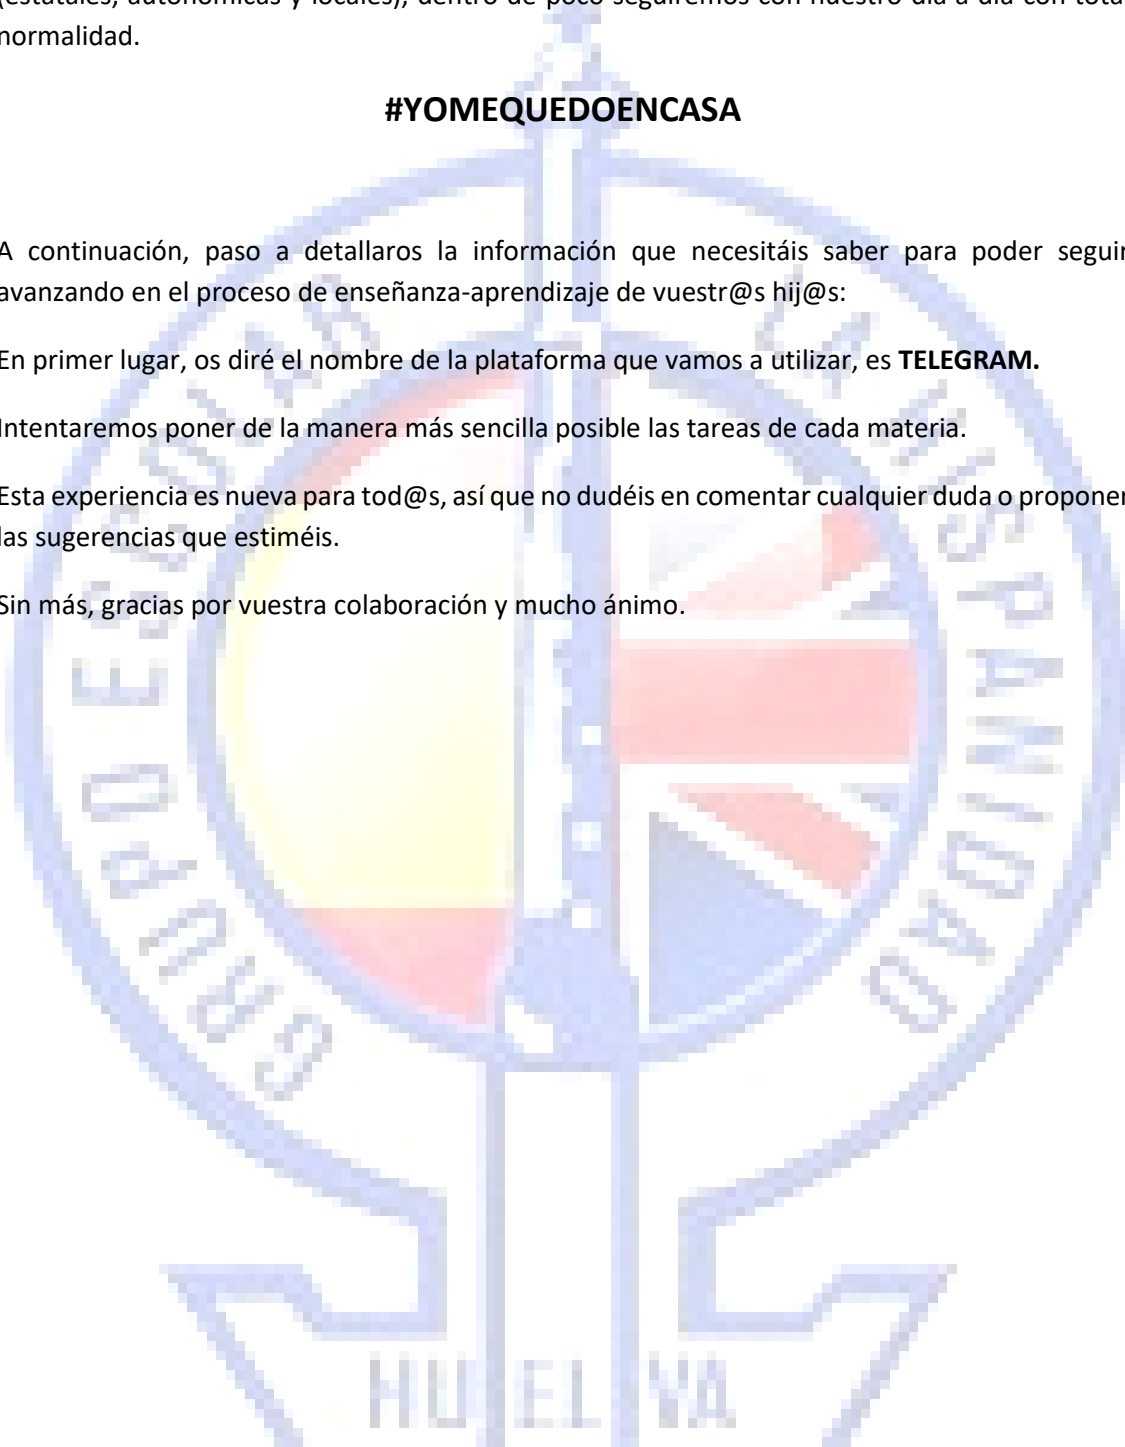 (estatales, autonómicas y locales), dentro de poco seguiremos con nuestro día a día con total
normalidad.
#YOMEQUEDOENCASA
A continuación, paso a detallaros la información que necesitáis saber para poder seguir
avanzando en el proceso de enseñanza-aprendizaje de vuestr@s hij@s:
En primer lugar, os diré el nombre de la plataforma que vamos a utilizar, es TELEGRAM.
Intentaremos poner de la manera más sencilla posible las tareas de cada materia.
Esta experiencia es nueva para tod@s, así que no dudéis en comentar cualquier duda o proponer
las sugerencias que estiméis.
Sin más, gracias por vuestra colaboración y mucho ánimo.
GRUPO ESCOLAR
LA HISPANIDAD
HUELVA